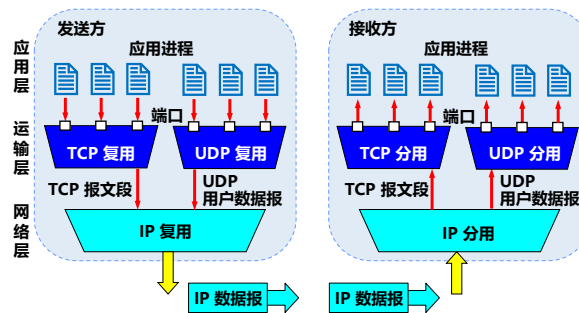 发送方
应用进程
端口
TCP 复用
UDP 复用
TCP 报文段
UDP
用户数据报
IP 复用
IP 数据报
接收方
应用进程
端口
TCP 分用
UDP 分用
TCP 报文段
UDP
用户数据报
IP 分用
IP 数据报
应用层
运输层
网络层